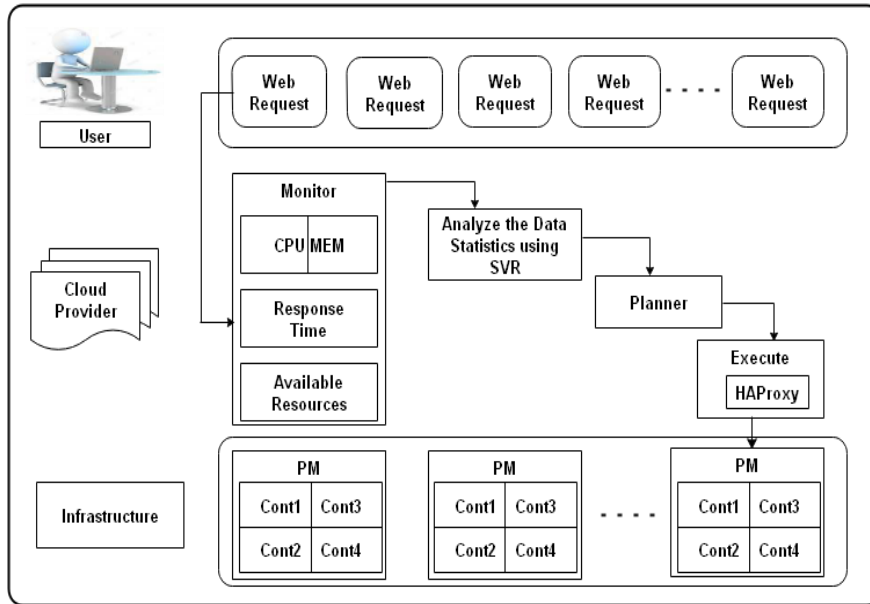 Web
Request
Web
Request
Web
Request
Web
Request
Web
Request
User
Monitor
CPU MEM
Response
Time
Available
Resources
Analyze the Data
Statistics using
SVR
Planner
Execute
HAProxy
Cloud
Provider
Infrastructure
PM
Cont1 Cont3
Cont2 Cont4
PM
Cont1 Cont3
Cont2 Cont4
PM
Cont1 Cont3
Cont2 Cont4